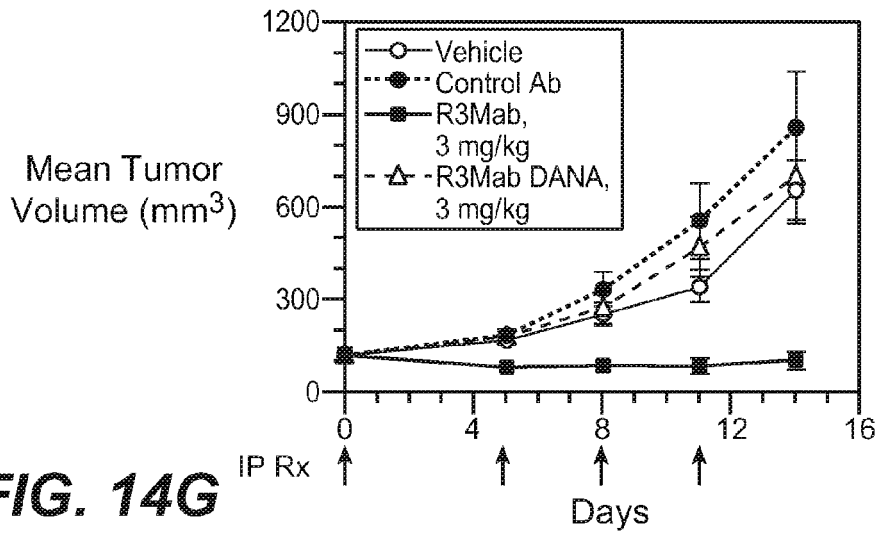 1200
900
600
300
0
Mean Tumor
Volume (mm³)
Vehicle
Control Ab
R3Mab,
3 mg/kg
R3Mab DANA,
3 mg/kg
0 4 8 12 16
IP Rx
Days
FIG. 14G